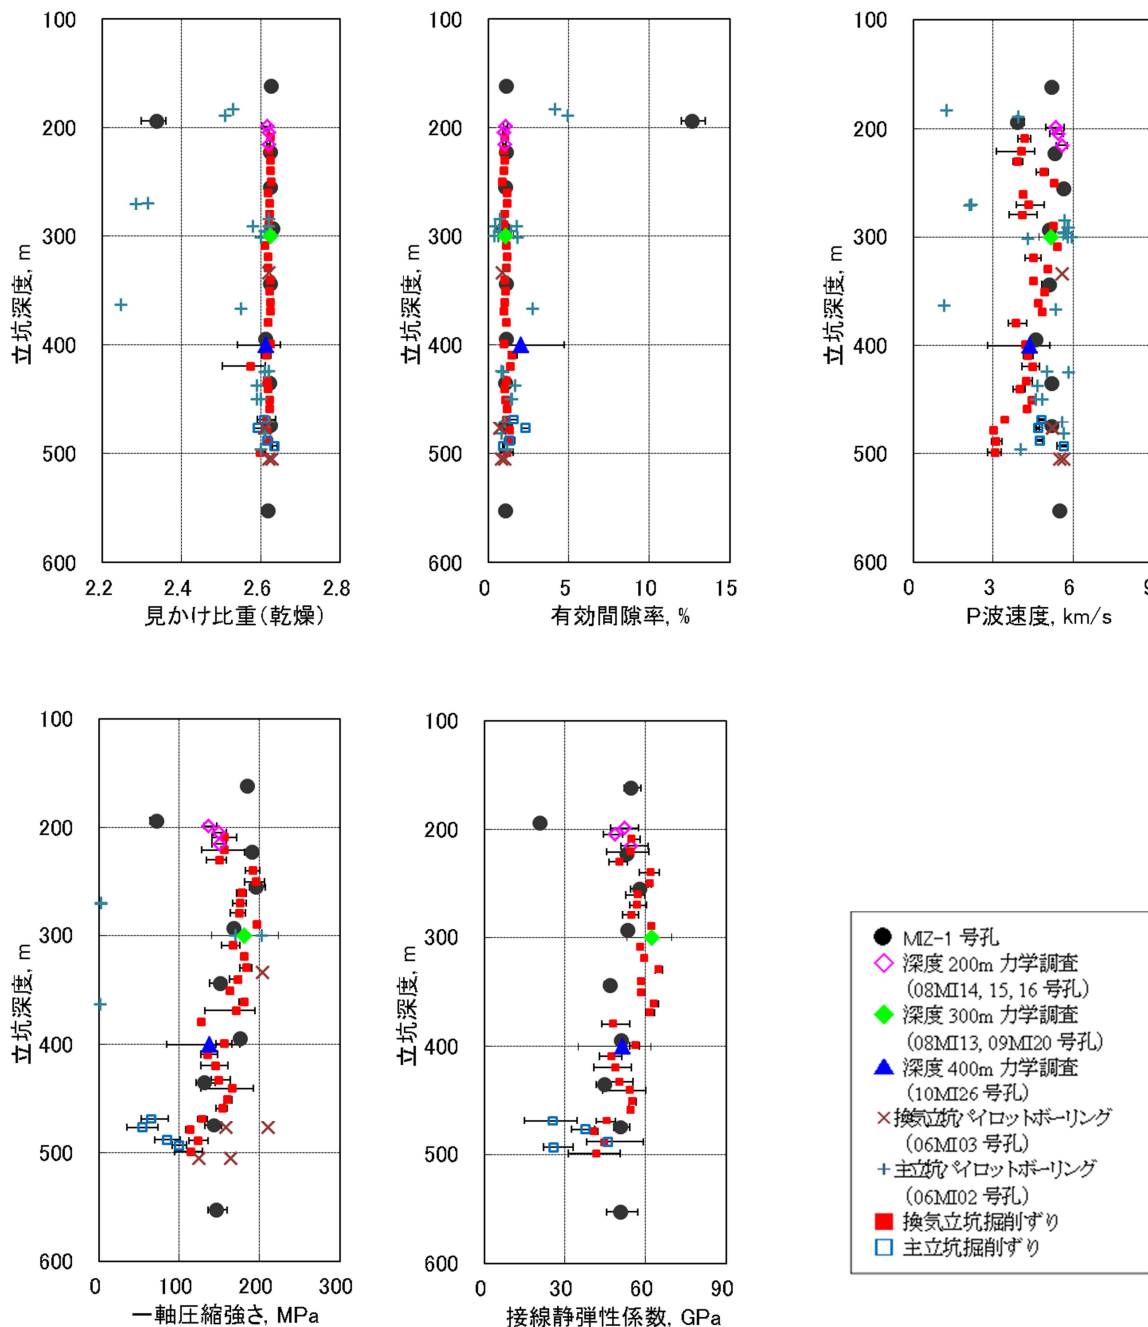 100
200
300
400
500
600
立坑深度, m
2.2 2.4 2.6 2.8
見かけ比重(乾燥)
100
200
300
400
500
600
立坑深度, m
0 5 10 15
有効間隙率, %
100
200
300
400
500
600
立坑深度, m
0 3 6 9
P波速度, km/s
100
200
300
400
500
600
立坑深度, m
0 100 200 300
一軸圧縮強さ, MPa
100
200
300
400
500
600
立坑深度, m
0 30 60 90
接線静弾性係数, GPa
MIZ-1 号孔
深度 200m 力学調査
(08MI14, 15, 16 号孔)
深度 300m 力学調査
(08MI13, 09MI20 号孔)
深度 400m 力学調査
(10MI26 号孔)
換気立坑パイロットボーリング
(06MI03 号孔)
主立坑パイロットボーリング
(06MI02 号孔)
換気立坑掘削ずり
主立坑掘削ずり